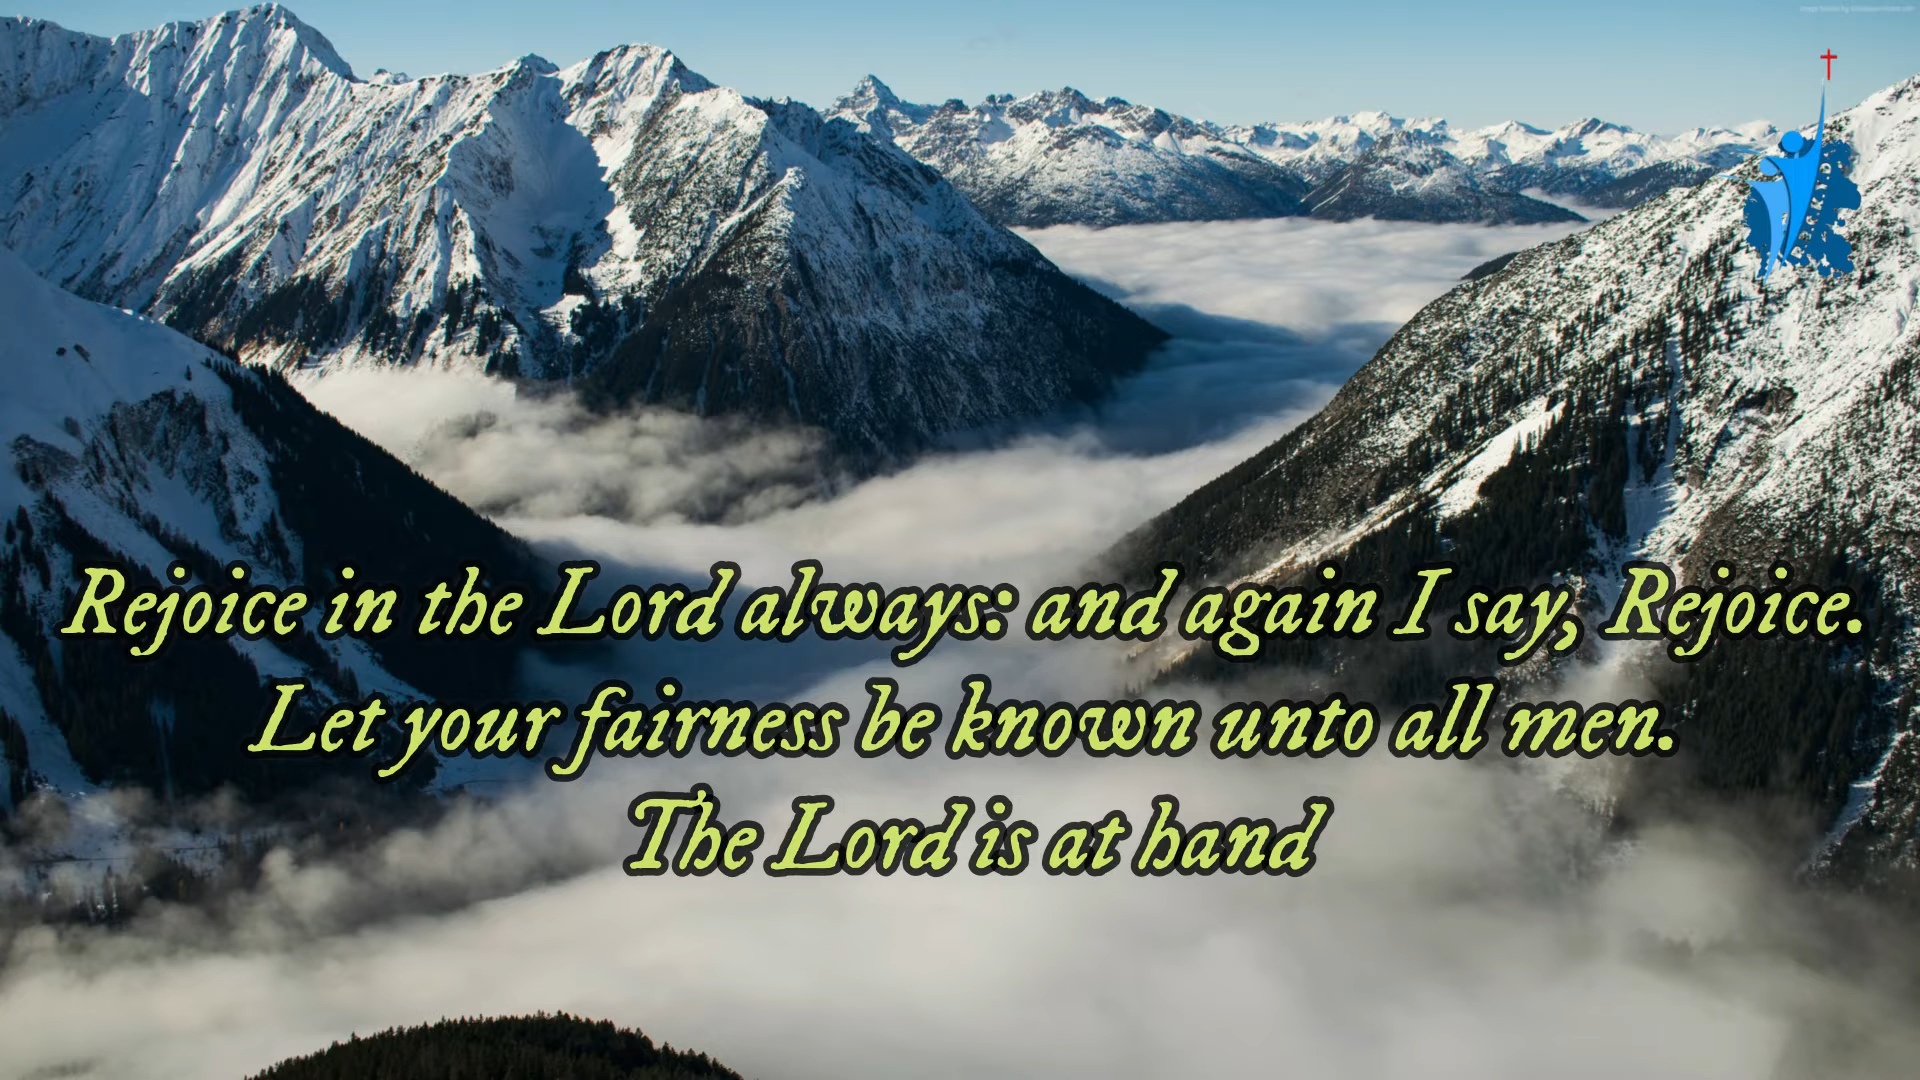 Rejoice in the Lord always: and again I say, Rejoice.
Let your fairness be known unto all men.
The Lord is at hand